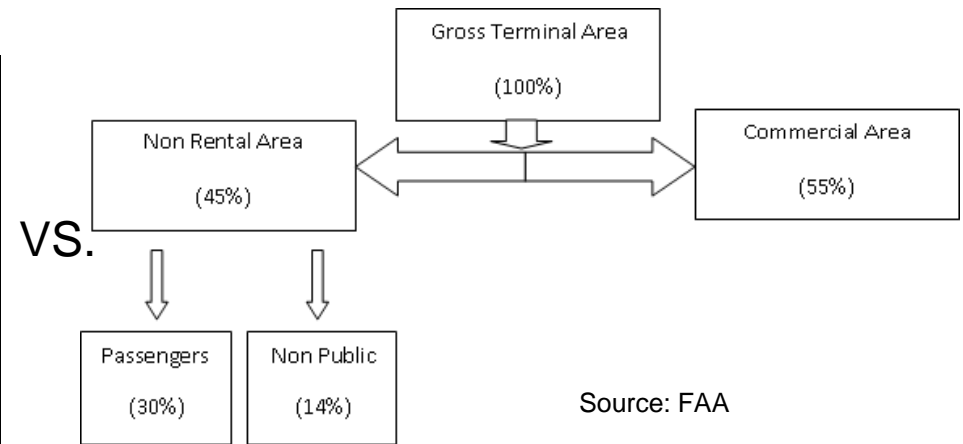 Gross Terminal Area
(100%)
Non Rental Area
(45%)
Commercial Area
(55%)
VS.
Passengers
(30%)
Non Public
(14%)
Source: FAA